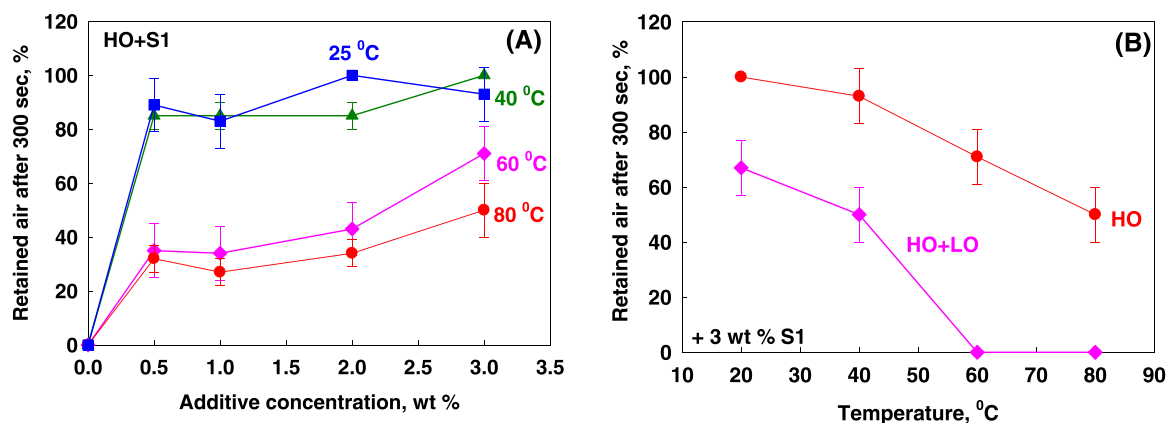 HO+S1
(A)
25 ⁰C
40 ⁰C
60 ⁰C
80 ⁰C
Retained air after 300 sec, %
120
100
80
60
40
20
0
0.0 0.5 1.0 1.5 2.0 2.5 3.0 3.5
Additive concentration, wt %
(B)
HO
HO+LO
+ 3 wt % S1
Retained air after 300 sec, %
120
100
80
60
40
20
0
10 20 30 40 50 60 70 80 90
Temperature, ⁰C